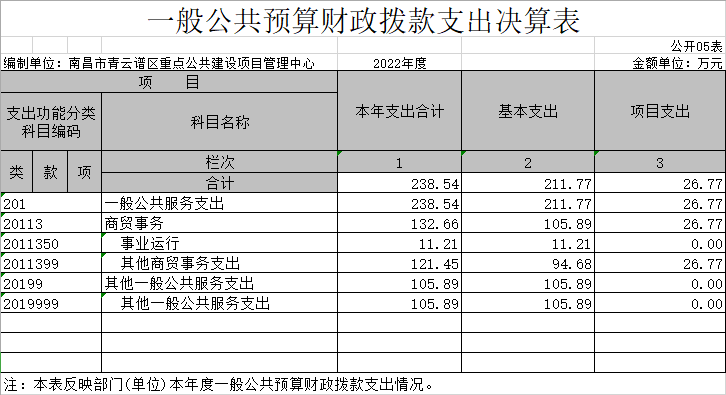 一般公共预算财政拨款支出决算表
公开05表
编制单位：南昌市青云谱区重点公共建设项目管理中心 2022年度 金额单位：万元
项 目 本年支出合计 基本支出 项目支出
支出功能分类科目编码 科目名称
类 款 项 栏次 1 2 3
合计 238.54 211.77 26.77
201 一般公共服务支出 238.54 211.77 26.77
20113 商贸事务 132.66 105.89 26.77
2011350 事业运行 11.21 11.21 0.00
2011399 其他商贸事务支出 121.45 94.68 26.77
20199 其他一般公共服务支出 105.89 105.89 0.00
2019999 其他一般公共服务支出 105.89 105.89 0.00
注：本表反映部门(单位)本年度一般公共预算财政拨款支出情况。